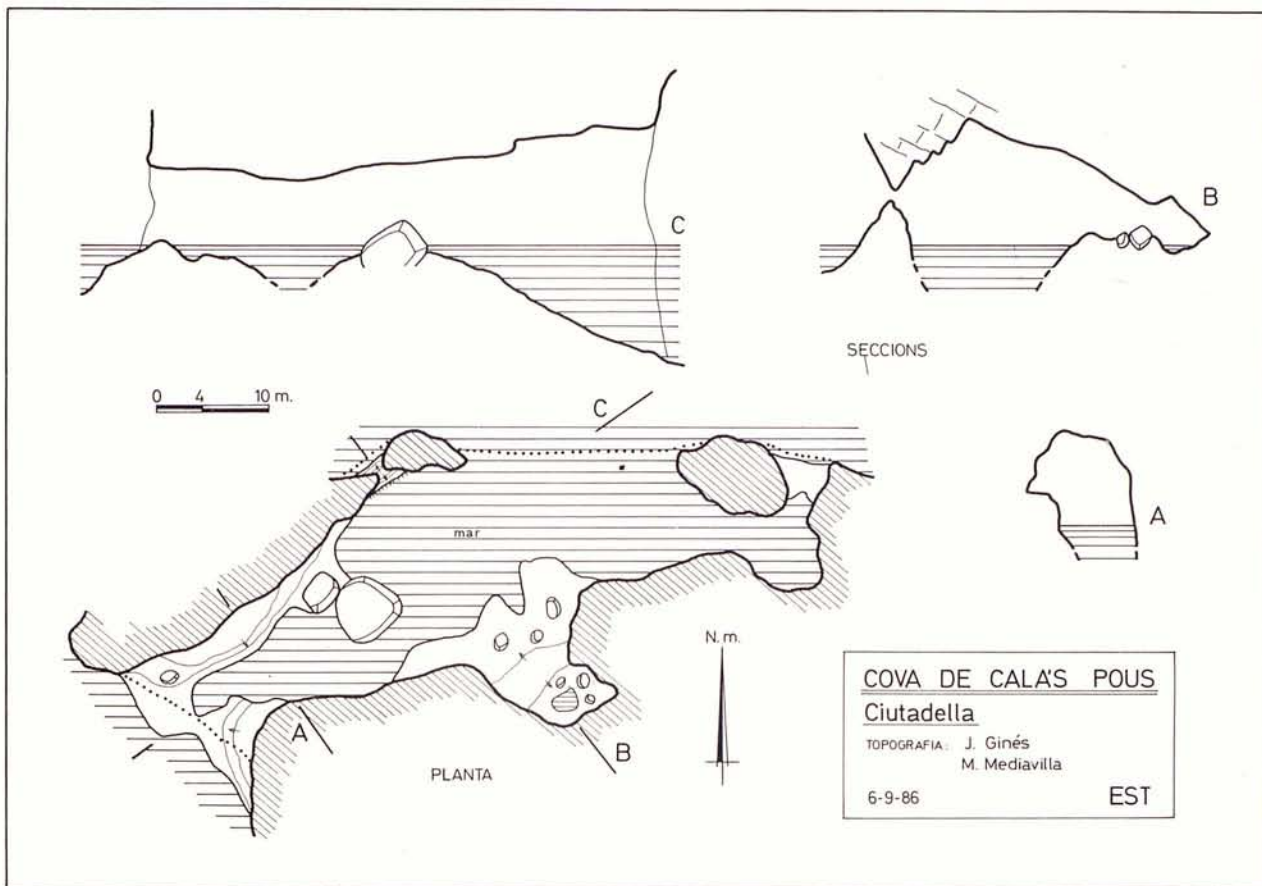 C
B
SECCIONS
0 4 10 m.
C
A
mar
N. m.
A
B
PLANTA
COVA DE CALA'S POUS
Ciutadella
TOPOGRAFIA: J. Ginés
M. Mediavilla
6-9-86 EST